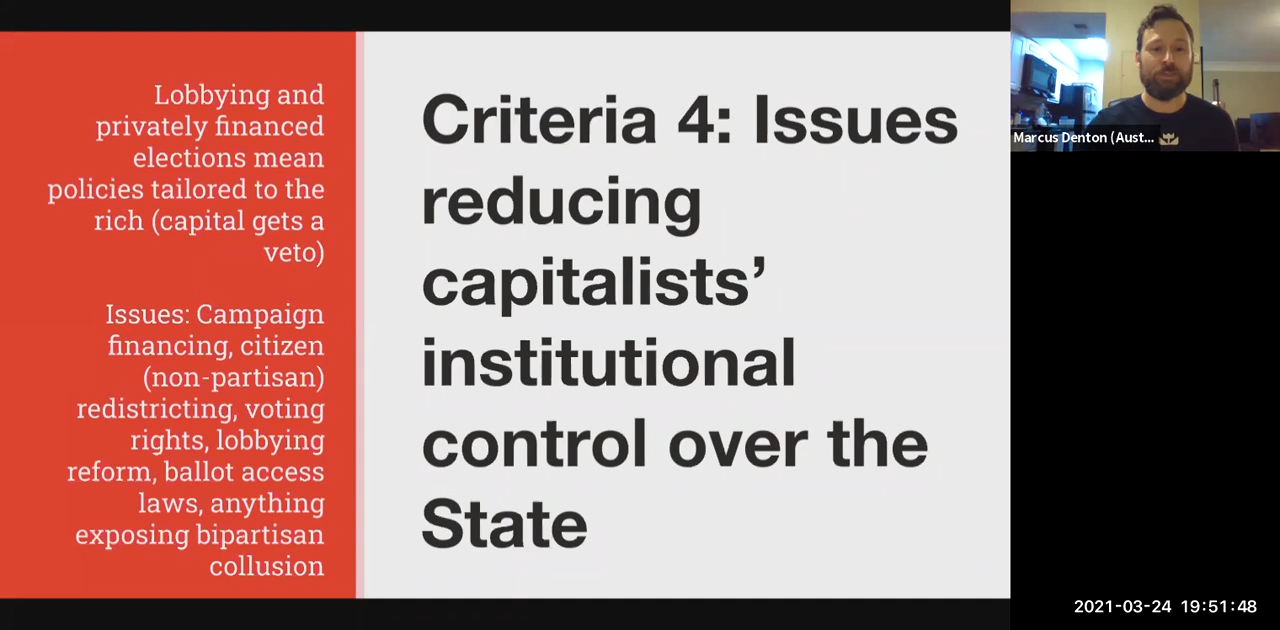 Lobbying and
privately financed
elections mean
policies tailored to the
rich (capital gets a
veto)
Issues: Campaign
financing, citizen
(non-partisan)
redistricting, voting
rights, lobbying
reform, ballot access
laws, anything
exposing bipartisan
collusion
Criteria 4: Issues
reducing
capitalists’
institutional
control over the
State
Marcus Denton (Aust...
2021-03-24 19:51:48